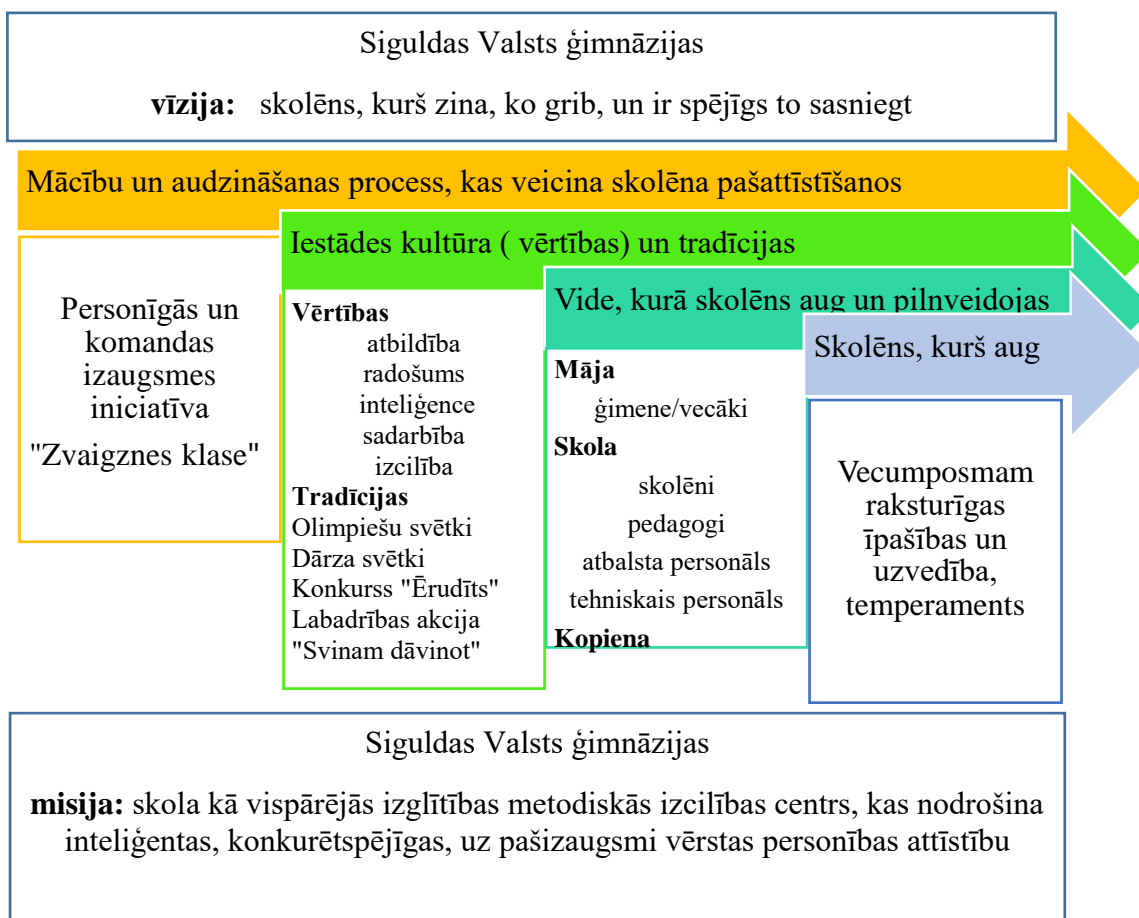 Siguldas Valsts ģimnāzijas
vīzija: skolēns, kurš zina, ko grib, un ir spējīgs to sasniegt
Mācību un audzināšanas process, kas veicina skolēna pašattīstīšanos
Personīgās un
komandas
izaugsmes
iniciatīva
"Zvaigznes klase"
Iestādes kultūra ( vērtības) un tradīcijas
Vērtības
atbildība
radošums
inteliģence
sadarbība
izcilība
Tradīcijas
Olimpiešu svētki
Dārza svētki
Konkurss "Ērudīts"
Labadrības akcija
"Svinam dāvinot"
Vide, kurā skolēns aug un pilnveidojas
Māja
ģimene/vecāki
Skola
skolēni
pedagogi
atbalsta personāls
tehniskais personāls
Kopiena
Skolēns, kurš aug
Vecumposmam
raksturīgas
īpašības un
uzvedība,
temperaments
Siguldas Valsts ģimnāzijas
misija: skola kā vispārējās izglītības metodiskās izcilības centrs, kas nodrošina
inteliģentas, konkurētspējīgas, uz pašizaugsmi vērstas personības attīstību